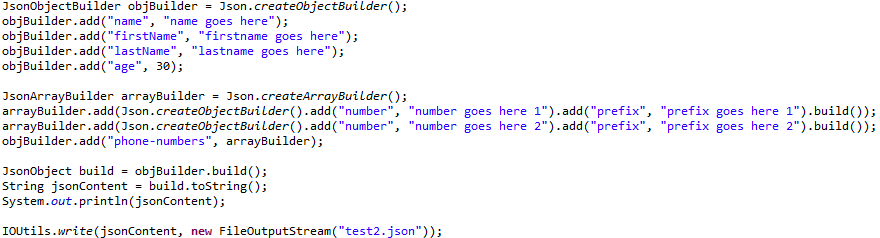 JsonObjectBuilder objBuilder = Json.createObjectBuilder();
objBuilder.add("name", "name goes here");
objBuilder.add("firstName", "firstname goes here");
objBuilder.add("lastName", "lastname goes here");
objBuilder.add("age", 30);
JsonArrayBuilder arrayBuilder = Json.createArrayBuilder();
arrayBuilder.add(Json.createObjectBuilder().add("number", "number goes here 1").add("prefix", "prefix goes here 1").build());
arrayBuilder.add(Json.createObjectBuilder().add("number", "number goes here 2").add("prefix", "prefix goes here 2").build());
objBuilder.add("phone-numbers", arrayBuilder);
JsonObject build = objBuilder.build();
String jsonContent = build.toString();
System.out.println(jsonContent);
IOUtils.write(jsonContent, new FileOutputStream("test2.json"));